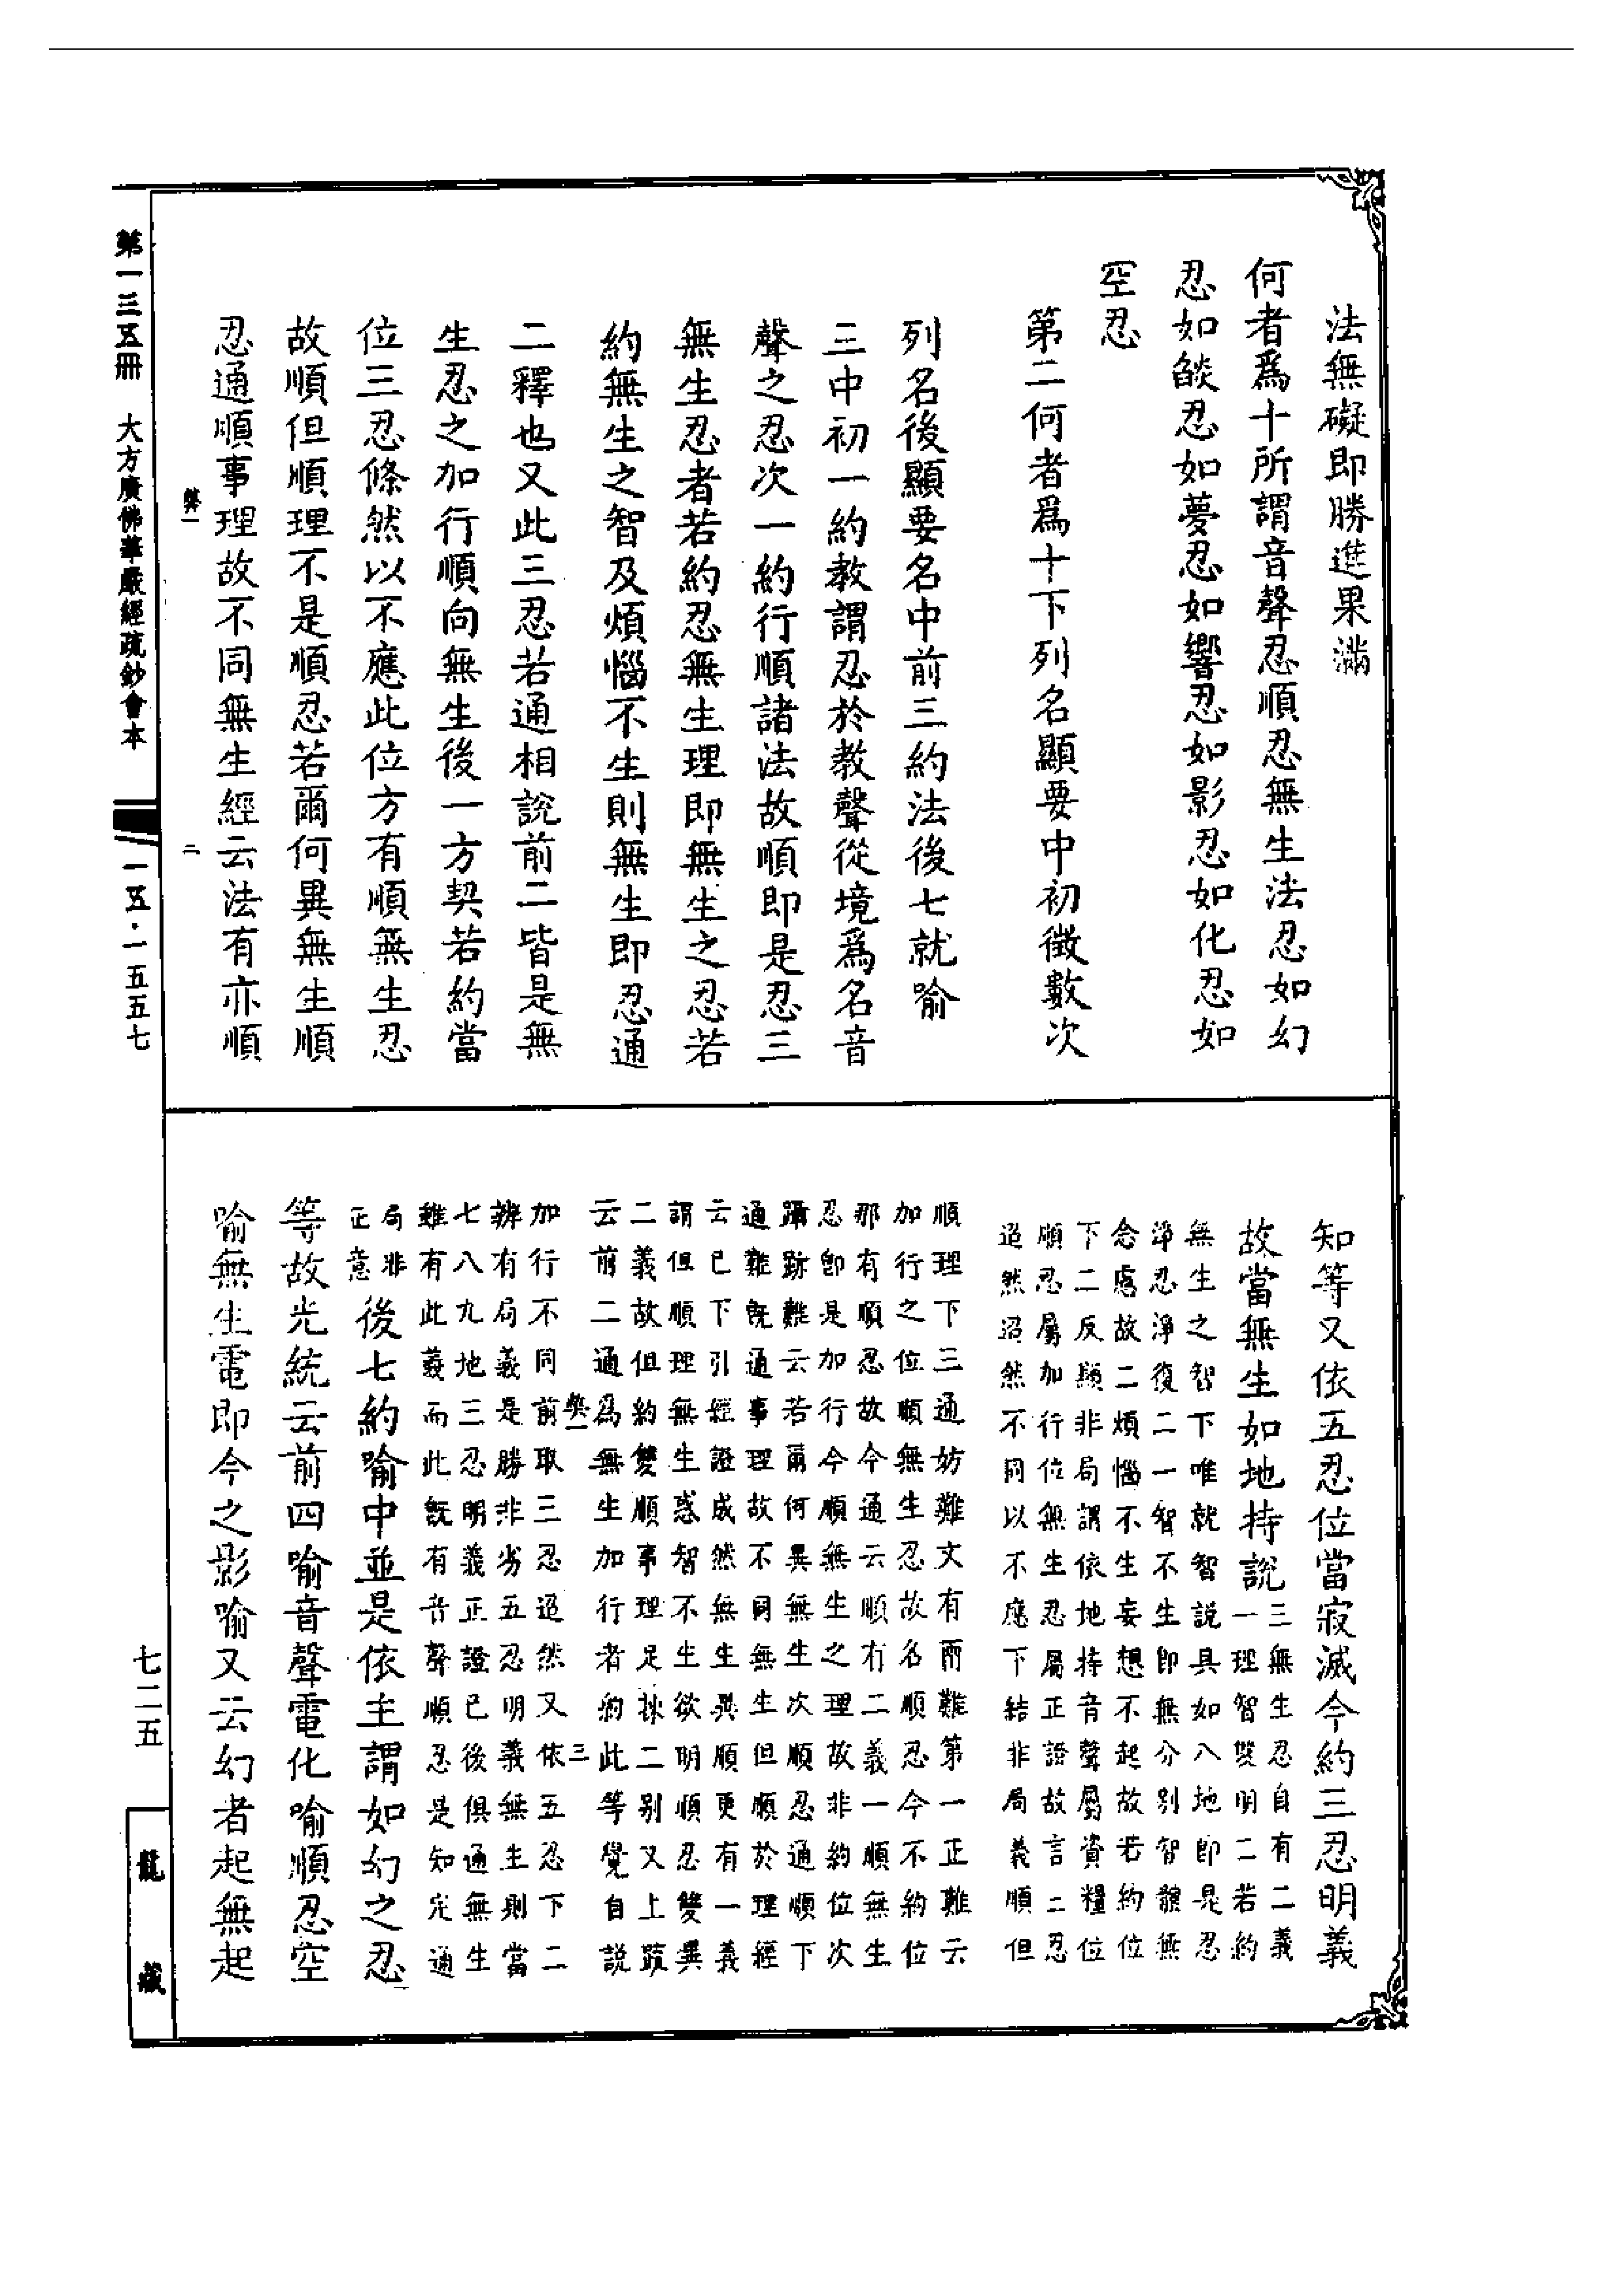 法無礙即勝進果滿
何者爲十所謂音聲忍順忍無生法忍如幻
忍如燄忍如夢忍如響忍如影忍如化忍如
空忍
第二何者爲十下列名顯要中初徵數次
列名後顯要名中前三約法後七就喻
三中初一約教謂忍於教聲從境爲名音
聲之忍次一約行順諸法故順即是忍三
無生忍者若約忍無生理即無生之忍若
約無生之智及煩惱不生則無生即忍通
二釋也又此三忍若通相說前二皆是無
生忍之加行順向無生後一方契若約當
位三忍條然以不應此位方有順無生忍
故順但順理不是順忍若爾何異無生順
忍通順事理故不同無生經云法有亦順
知等又依五忍位當寂滅今約三忍明義
故當無生如地持說三無生忍自有二義
一理智雙明二若約
無生之智下唯就智說具如八地即是忍
淨忍淨復二一智不生即無分別智體無
念慮故二煩惱不生妄想不起故若約位
下二反顯非局謂依地持音聲屬資糧位
順忍屬加行位無生忍屬正證故言三忍
迢然迢然不同以不應下結非局義順但
順理下三通妨難文有兩難第一正難云
加行之位順無生忍故名順忍今不約位
那有順忍故今通云順有二義一順無生
忍即是加行今順無生之理故非約位次
躡跡難云若爾何異無生次順忍通順下
通難既通事理故不同無生但順於理經
云已下引經證成然無生異順更有一義
謂但順理無生惑智不生欲明順忍雙異
二義故但約雙順事理足揀二別又上䟽
云前二通爲無生加行者約此等覺自說
加行不同前取三忍迢然又依五忍下二
辨有局義是勝非劣五忍明義無生則當
七八九地三忍明義正證已後俱通無生
雖有此義而此既有音聲順忍是知定通
局非
正意後七約喻中並是依主謂如幻之忍
等故光統云前四喻音聲電化喻順忍空
喻無生電即今之影喻又云幻者起無起
第一三五冊　大方廣佛華嚴經疏鈔會本
一五·一五五七
七二五
龍藏